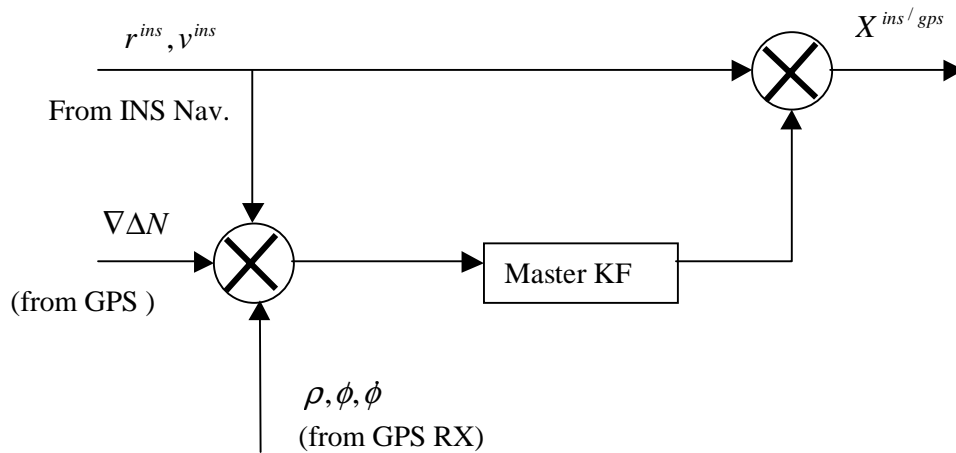 r^{ins}, v^{ins}
X^{ins/gps}
From INS Nav.
∇ΔN
(from GPS )
Master KF
ρ, ϕ, ϕ̇
(from GPS RX)